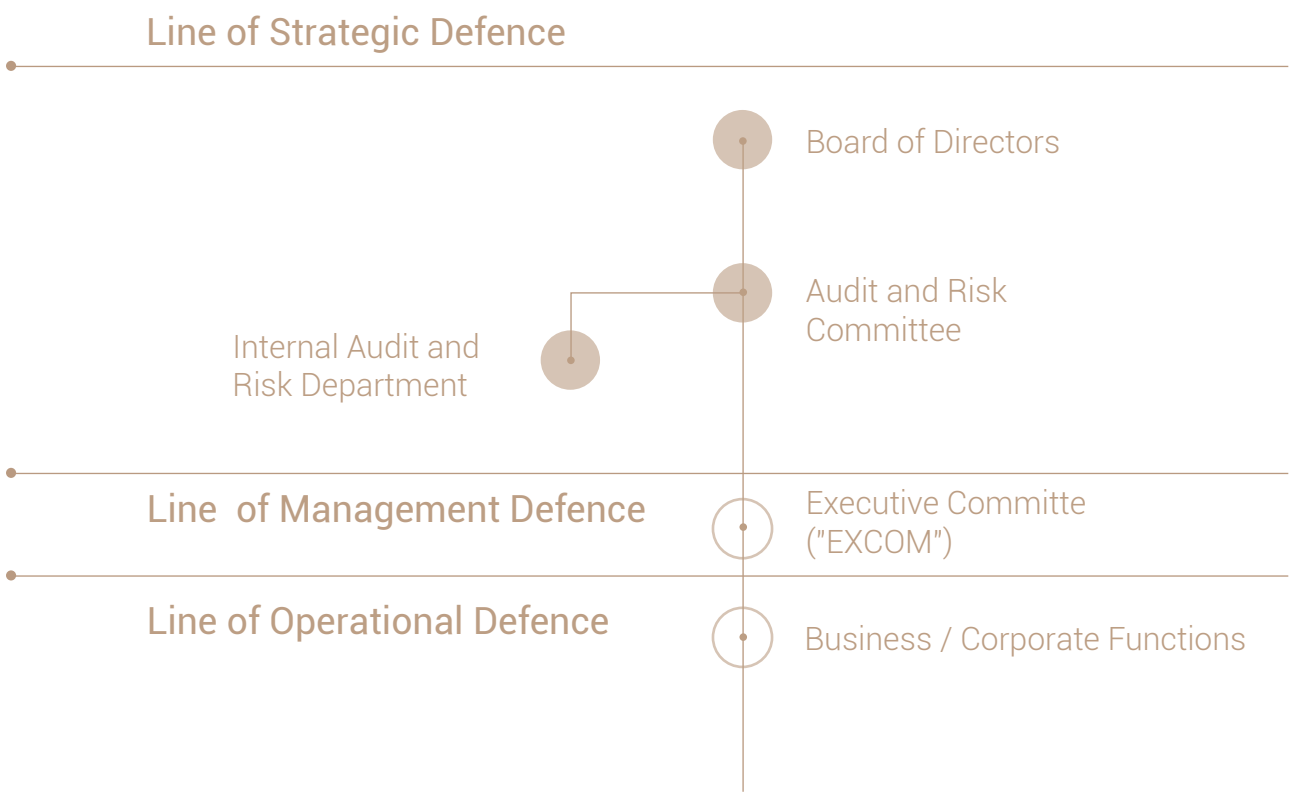 Line of Strategic Defence
Board of Directors
Audit and Risk
Committee
Internal Audit and
Risk Department
Line  of Management Defence
Executive Committe
("EXCOM")
Line of Operational Defence
Business / Corporate Functions